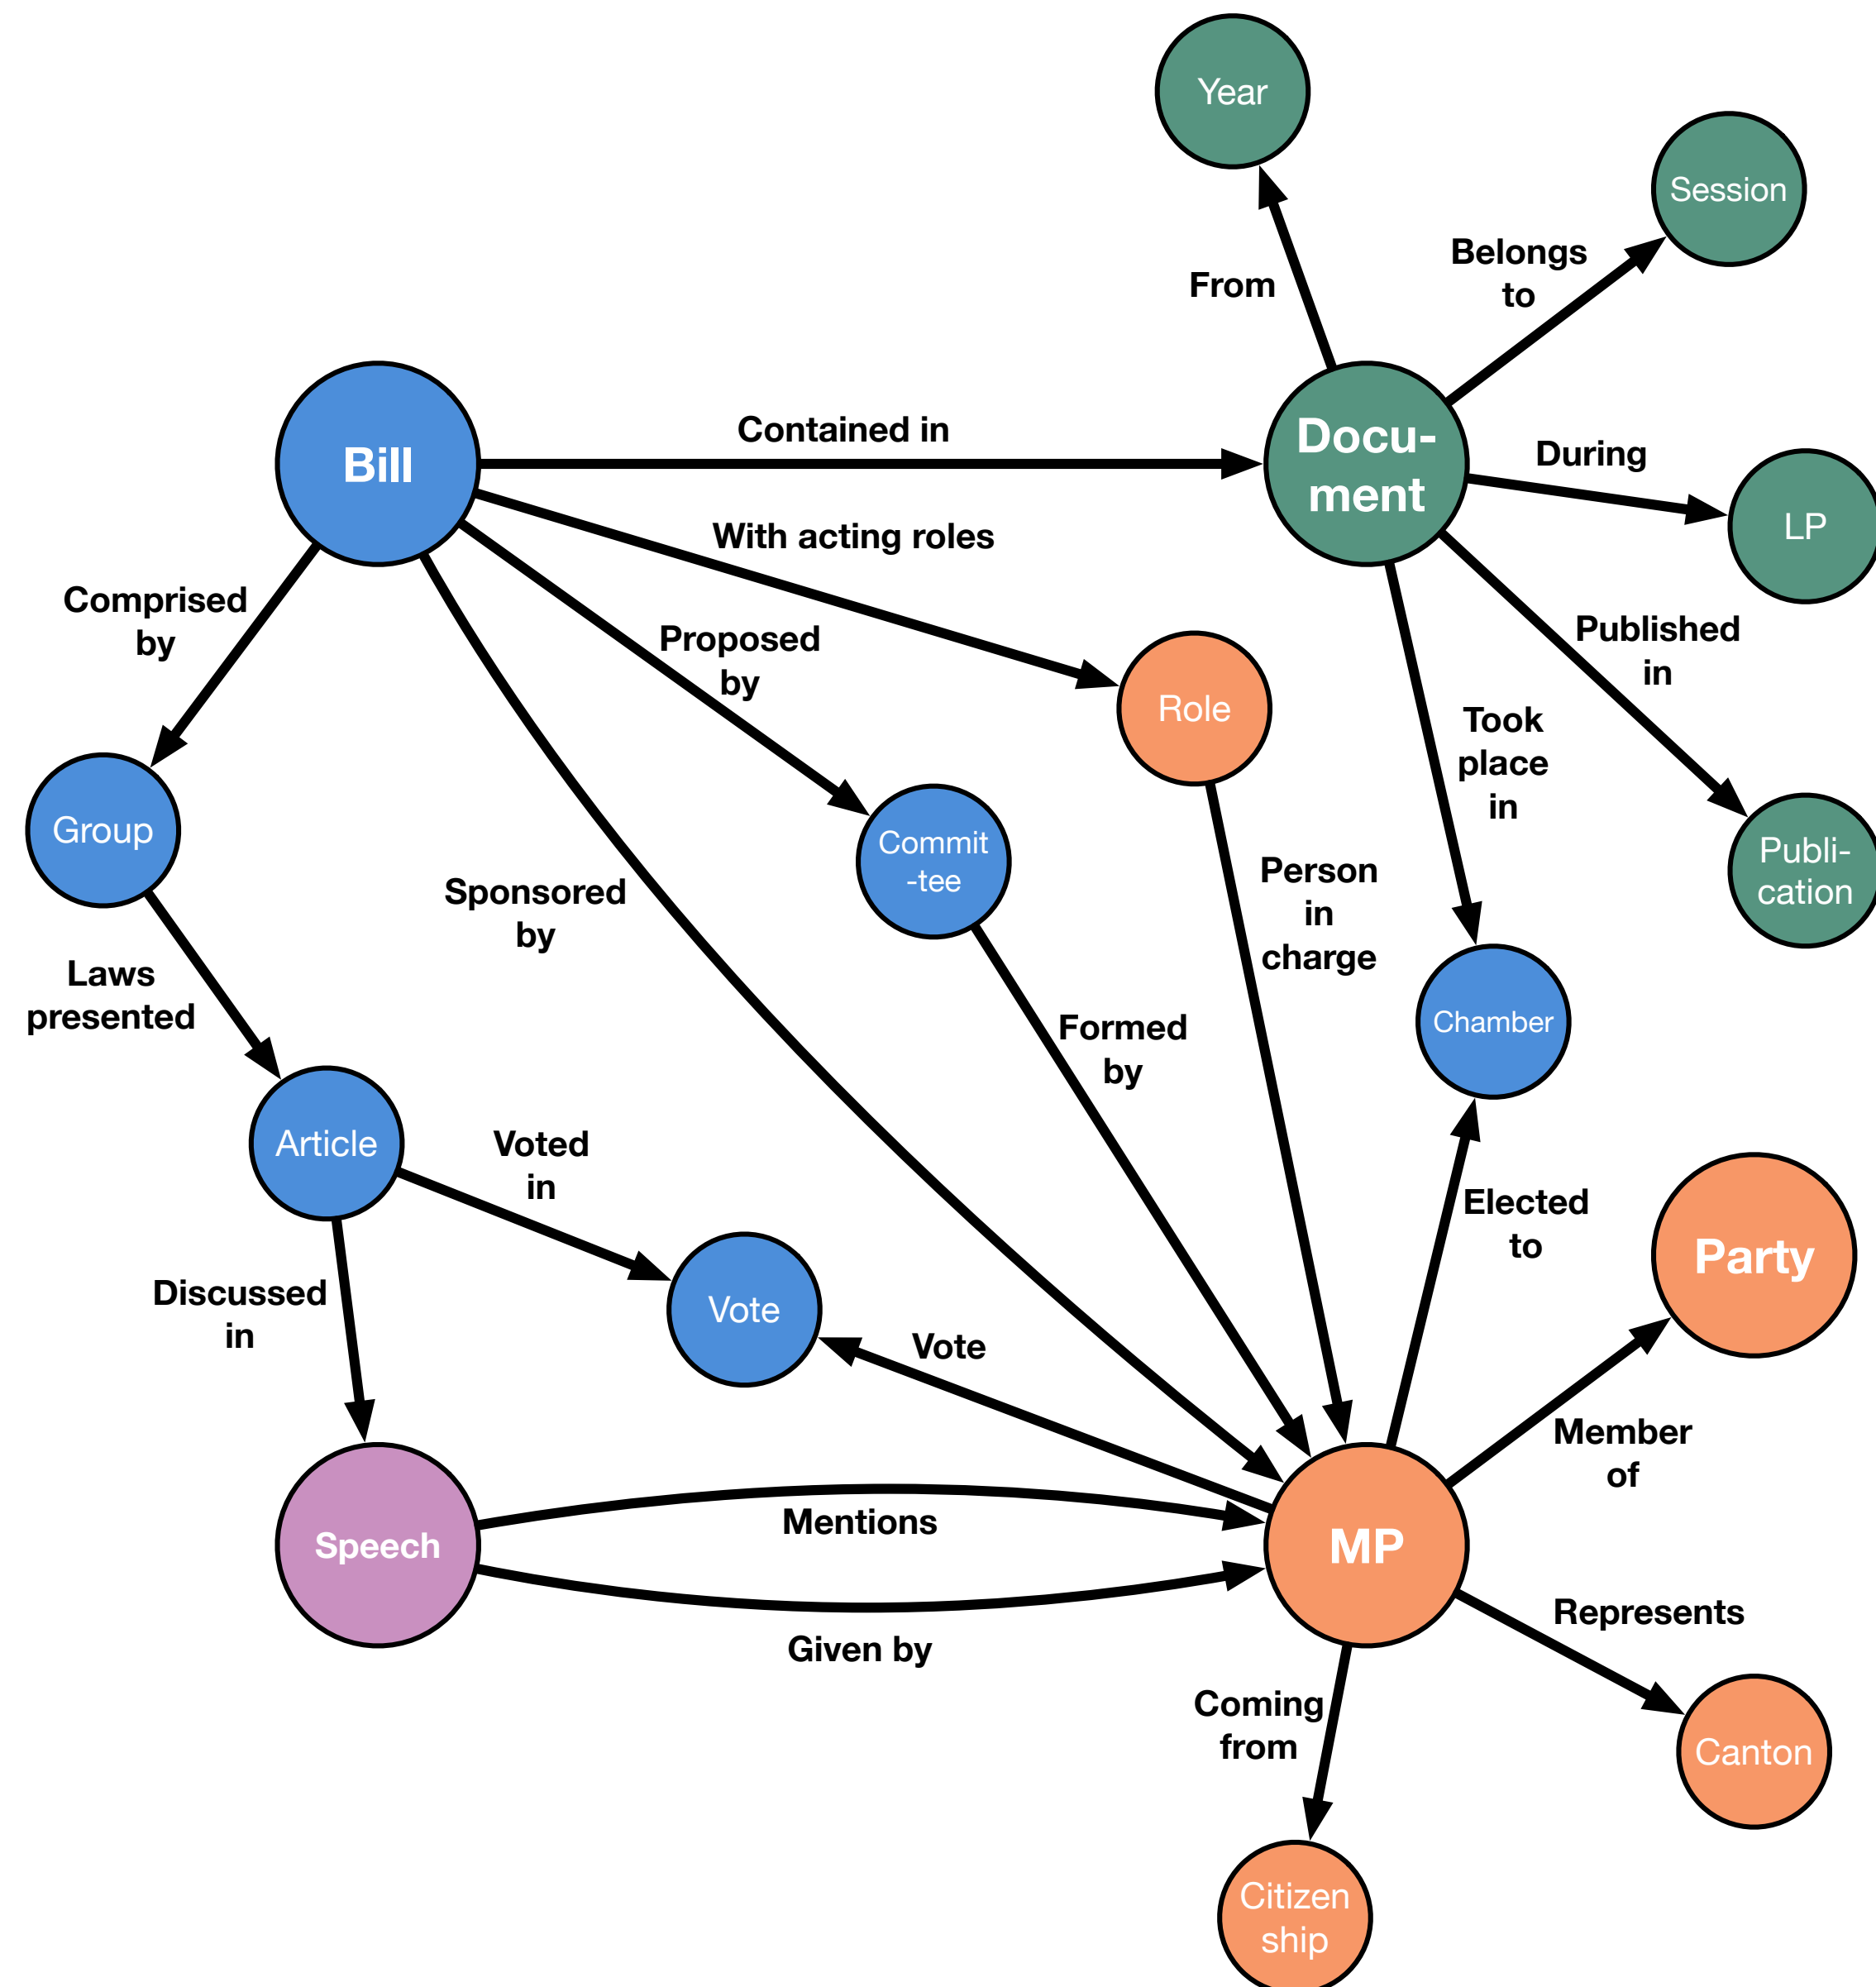 Year
Session
Belongs
to
From
Bill
Contained in
Docu-
ment
During
LP
With acting roles
Comprised
by
Proposed
by
Published
in
Role
Took
place
in
Group
Commit
-tee
Publi-
cation
Sponsored
by
Person
in
charge
Laws
presented
Formed
by
Chamber
Article
Voted
in
Elected
to
Party
Discussed
in
Vote
Vote
Member
of
Speech
Mentions
MP
Given by
Represents
Coming
from
Canton
Citizen
ship